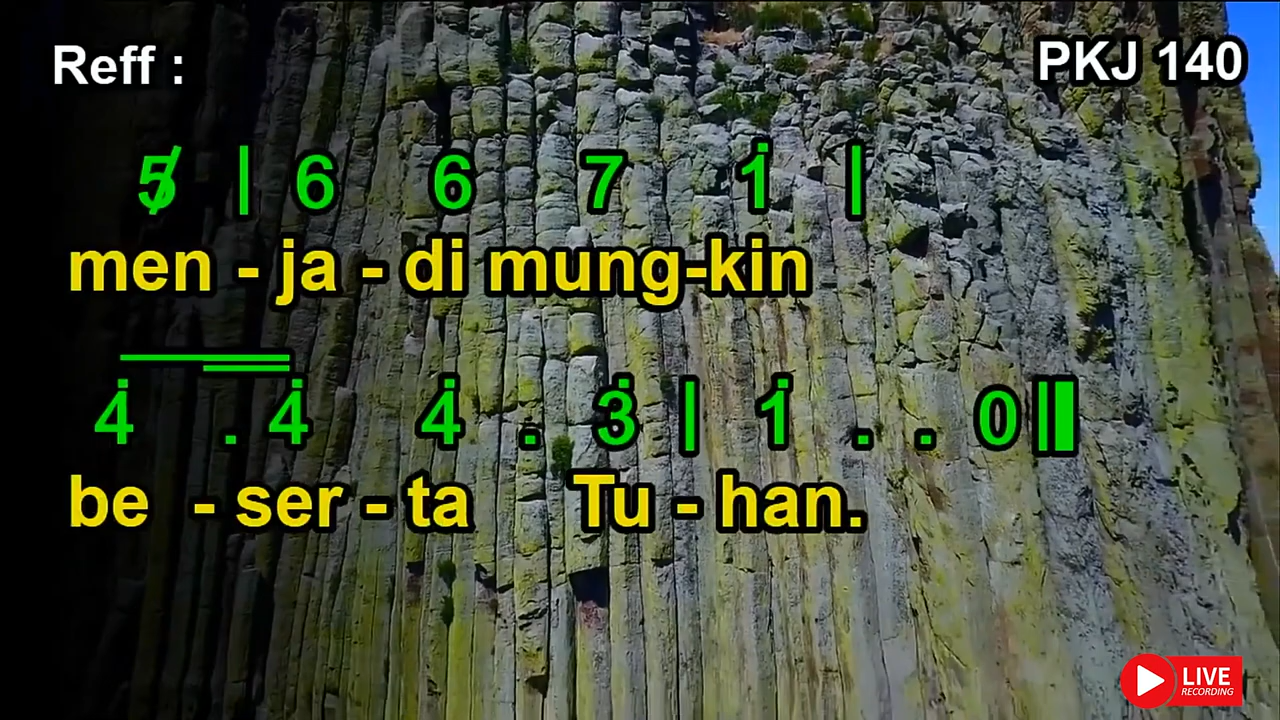 Reff :
PKJ 140
5̸ | 6 6 7 1̇ |
men - ja - di mung-kin
4̇ . 4̇ 4̇ . 3̇ | 1̇ . . 0 ||
be - ser - ta Tu - han.
LIVE
RECORDING